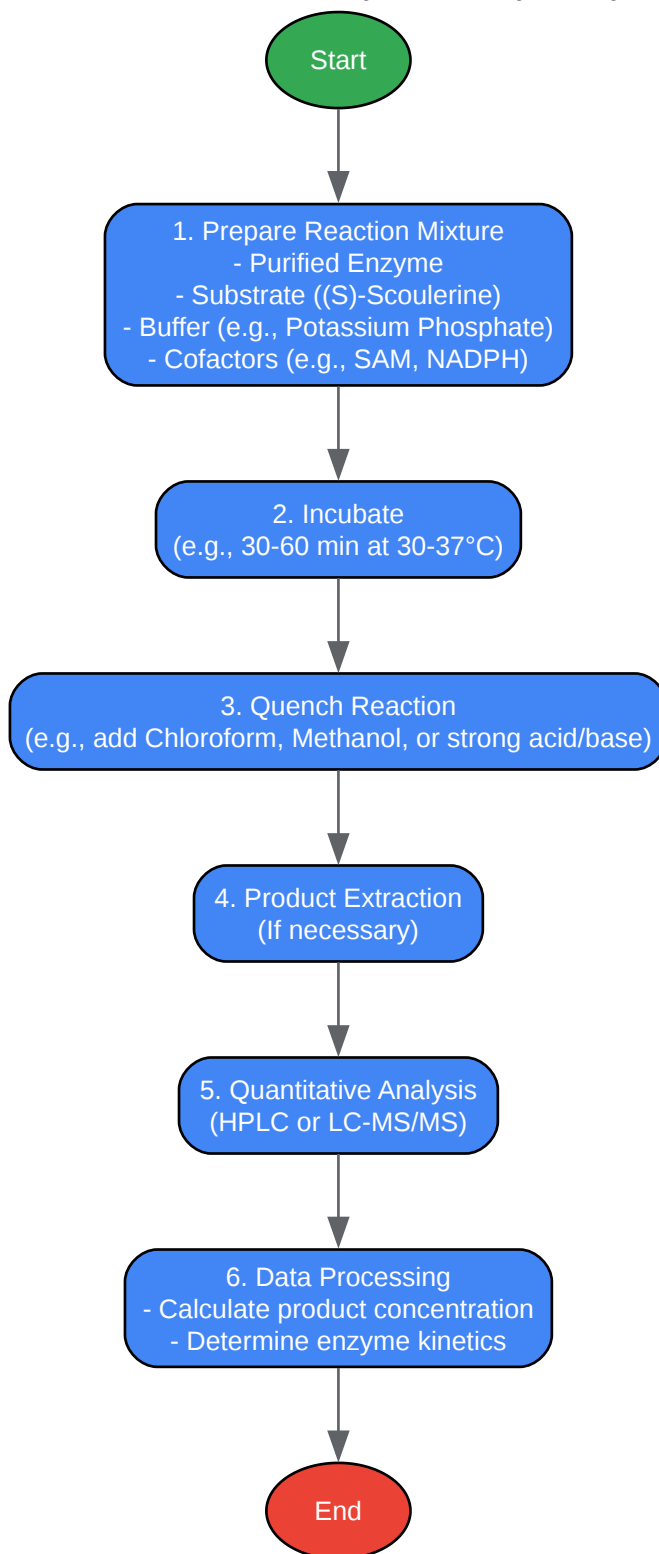 Start
1. Prepare Reaction Mixture
- Purified Enzyme
- Substrate ((S)-Scoulerine)
- Buffer (e.g., Potassium Phosphate)
- Cofactors (e.g., SAM, NADPH)
2. Incubate
(e.g., 30-60 min at 30-37°C)
3. Quench Reaction
(e.g., add Chloroform, Methanol, or strong acid/base)
4. Product Extraction
(If necessary)
5. Quantitative Analysis
(HPLC or LC-MS/MS)
6. Data Processing
- Calculate product concentration
- Determine enzyme kinetics
End